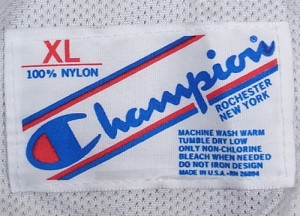 XL
100% NYLON
Champion
ROCHESTER
NEW YORK
MACHINE WASH WARM
TUMBLE DRY LOW
ONLY NON-CHLORINE
BLEACH WHEN NEEDED
DO NOT IRON DESIGN
MADE IN U.S.A. • RN 26094